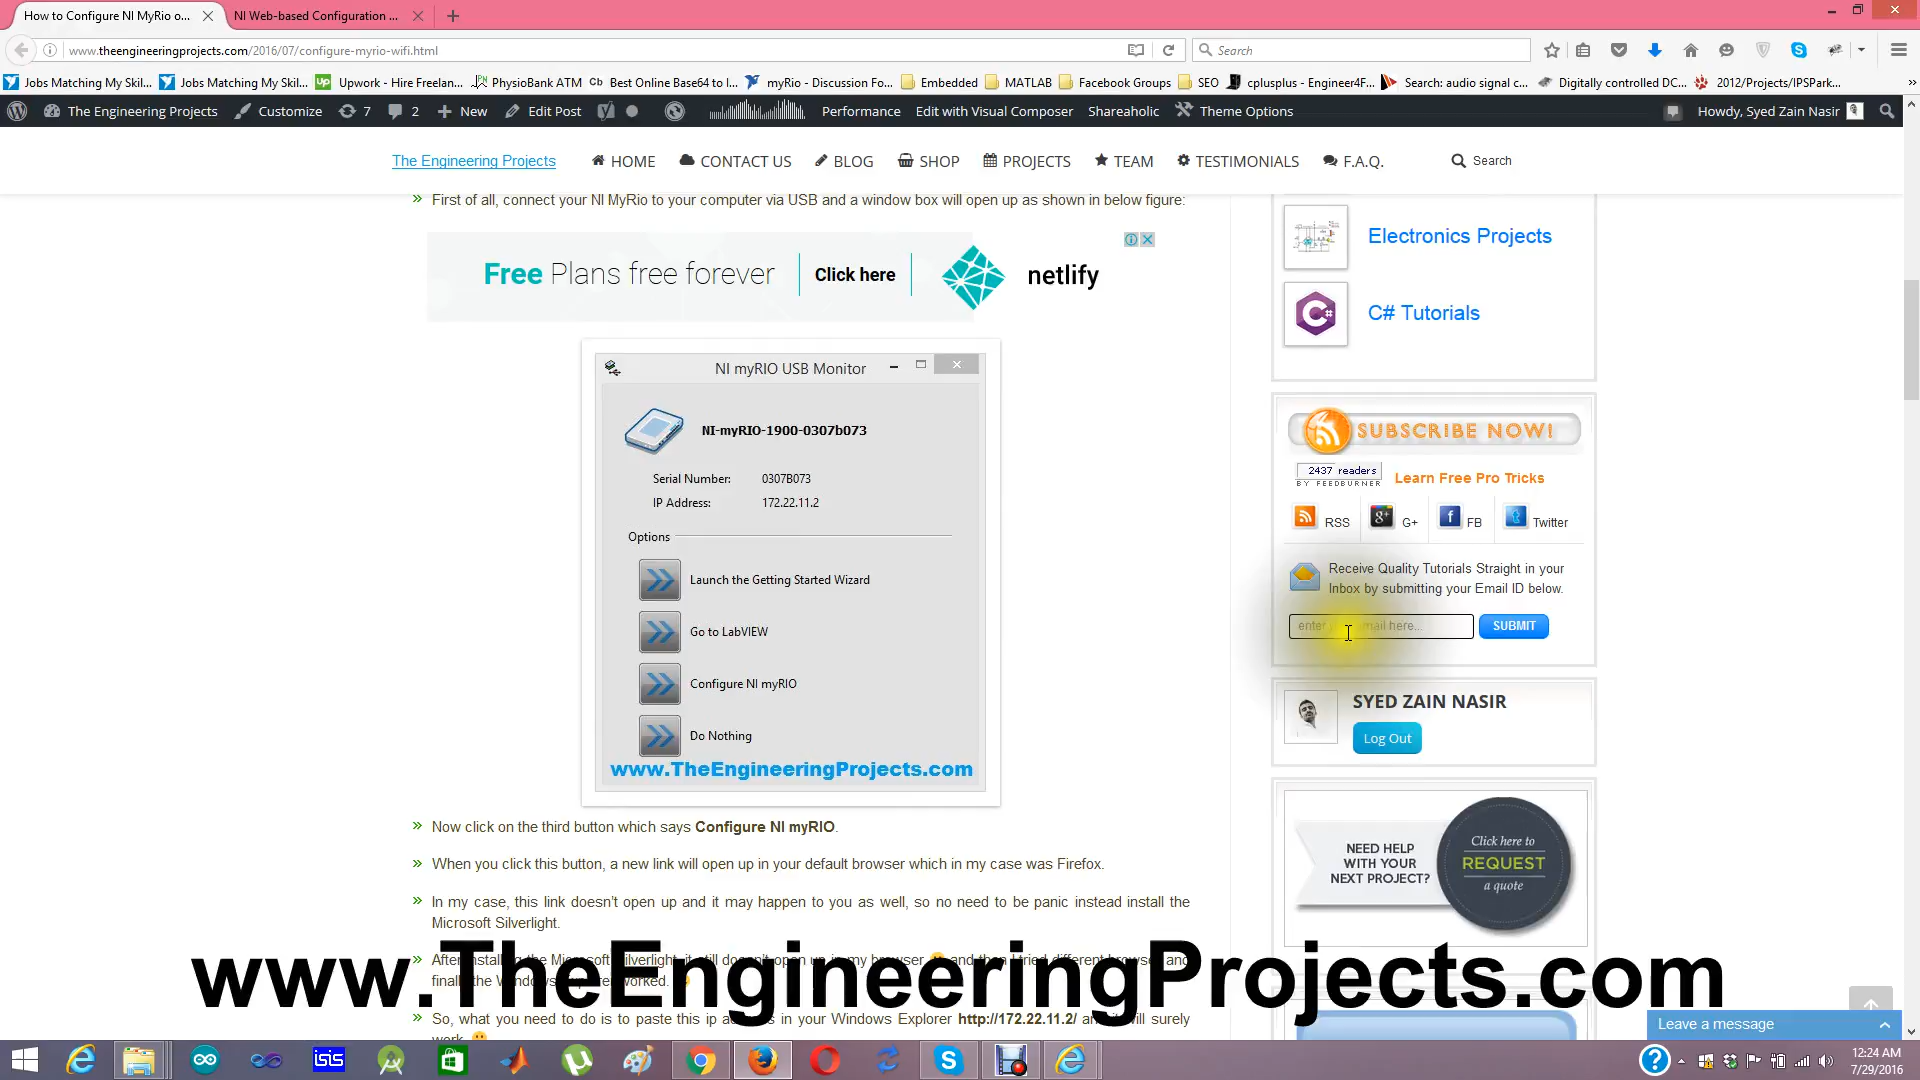 How to Configure NI MyRio o...
NI Web-based Configuration ...
www.theengineeringprojects.com/2016/07/configure-myrio-wifi.html
Search
Jobs Matching My Skil...
Jobs Matching My Skil...
Upwork - Hire Freelan...
PhysioBank ATM
Best Online Base64 to I...
myRio - Discussion Fo...
Embedded
MATLAB
Facebook Groups
SEO
cplusplus - Engineer4F...
Search: audio signal c...
Digitally controlled DC...
2012/Projects/IPSPark...
The Engineering Projects
Customize
7
2
New
Edit Post
Performance
Edit with Visual Composer
Shareaholic
Theme Options
Howdy, Syed Zain Nasir
The Engineering Projects
HOME
CONTACT US
BLOG
SHOP
PROJECTS
TEAM
TESTIMONIALS
F.A.Q.
Search
First of all, connect your NI MyRio to your computer via USB and a window box will open up as shown in below figure:
Free Plans free forever
Click here
netlify
NI myRIO USB Monitor
NI-myRIO-1900-0307b073
Serial Number: 0307B073
IP Address: 172.22.11.2
Options
Launch the Getting Started Wizard
Go to LabVIEW
Configure NI myRIO
Do Nothing
www.TheEngineeringProjects.com
Now click on the third button which says Configure NI myRIO.
When you click this button, a new link will open up in your default browser which in my case was Firefox.
In my case, this link doesn't open up and it may happen to you as well, so no need to be panic instead install the
Microsoft Silverlight.
So, what you need to do is to paste this ip in your Windows Explorer http://172.22.11.2/ will surely
work.
Electronics Projects
C# Tutorials
SUBSCRIBE NOW!
2437 readers
BY FEEDBURNER
Learn Free Pro Tricks
RSS
G+
FB
Twitter
Receive Quality Tutorials Straight in your
Inbox by submitting your Email ID below.
enter your email here...
SUBMIT
SYED ZAIN NASIR
Log Out
NEED HELP
WITH YOUR
NEXT PROJECT?
Click here to
REQUEST
a quote
www.TheEngineeringProjects.com
Leave a message
isis
12:24 AM
7/29/2016